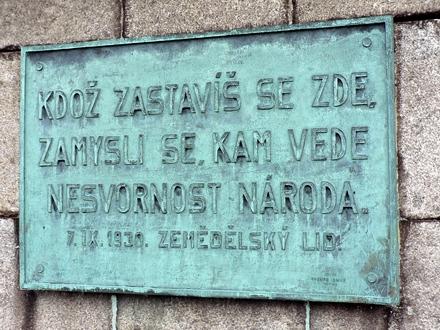 KDOŽ ZASTAVÍŠ SE ZDE,
ZAMYSLI SE, KAM VEDE
NESVORNOST NÁRODA.
7. IX. 1930. ZEMĚDĚLSKÝ LID.